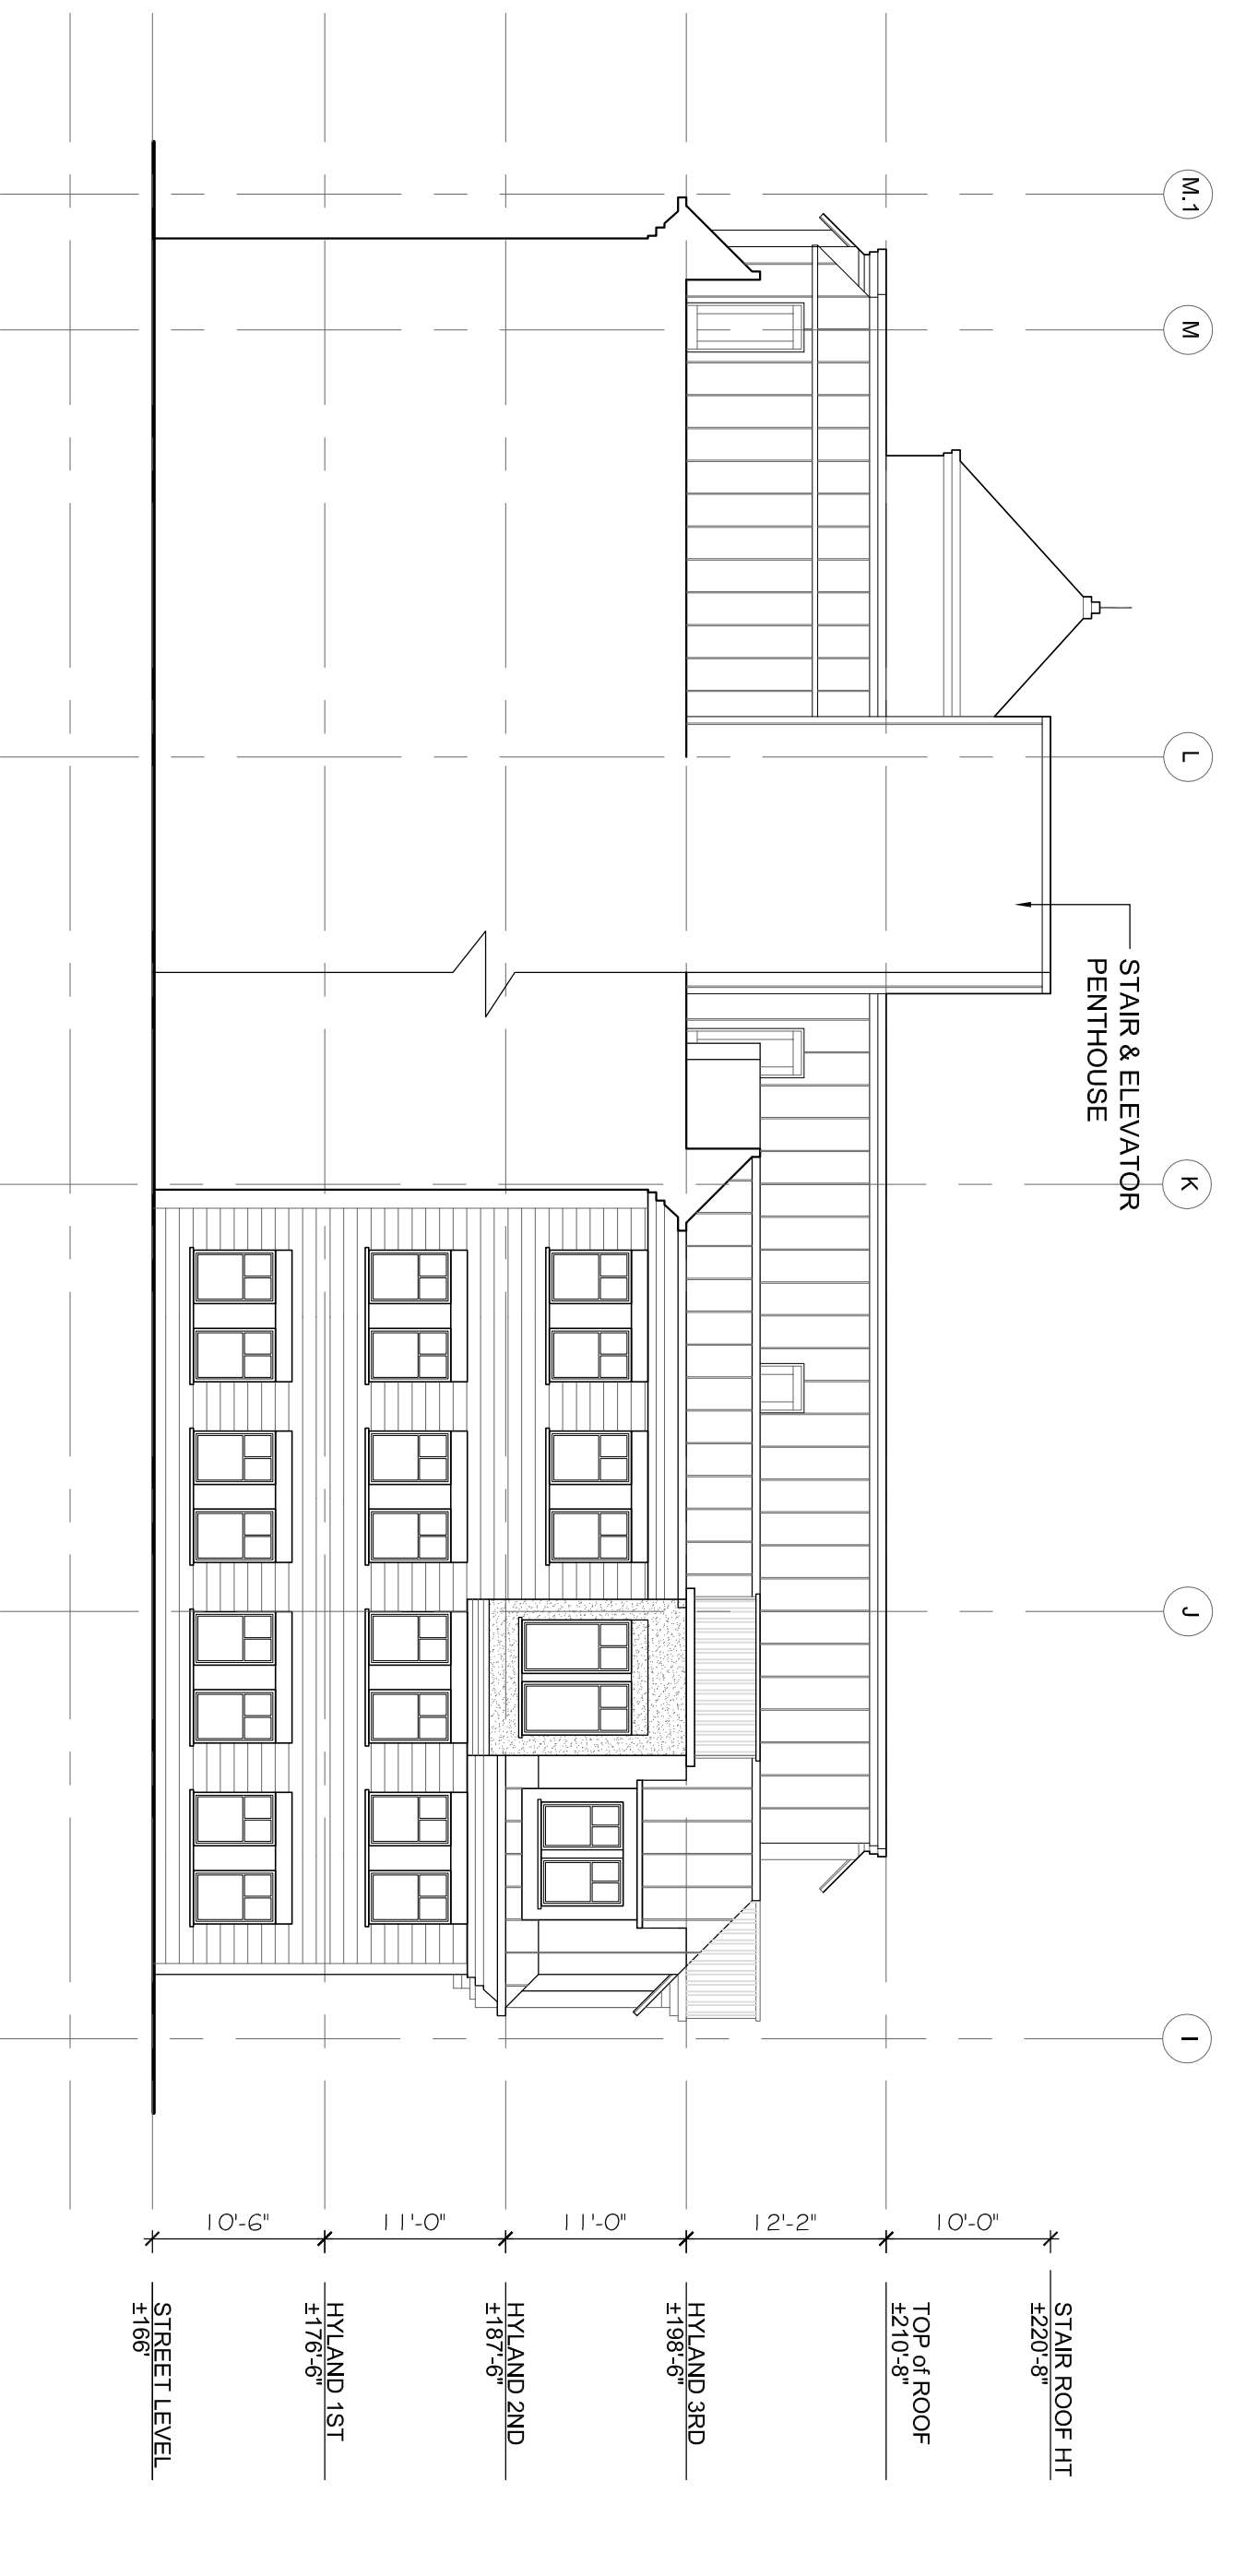 M.1
M
L
K
J
I
STAIR & ELEVATOR
PENTHOUSE
10'-0"
12'-2"
11'-0"
11'-0"
10'-6"
STAIR ROOF HT
±220'-8"
TOP of ROOF
±210'-8"
HYLAND 3RD
±198'-6"
HYLAND 2ND
±187'-6"
HYLAND 1ST
±176'-6"
STREET LEVEL
±166'